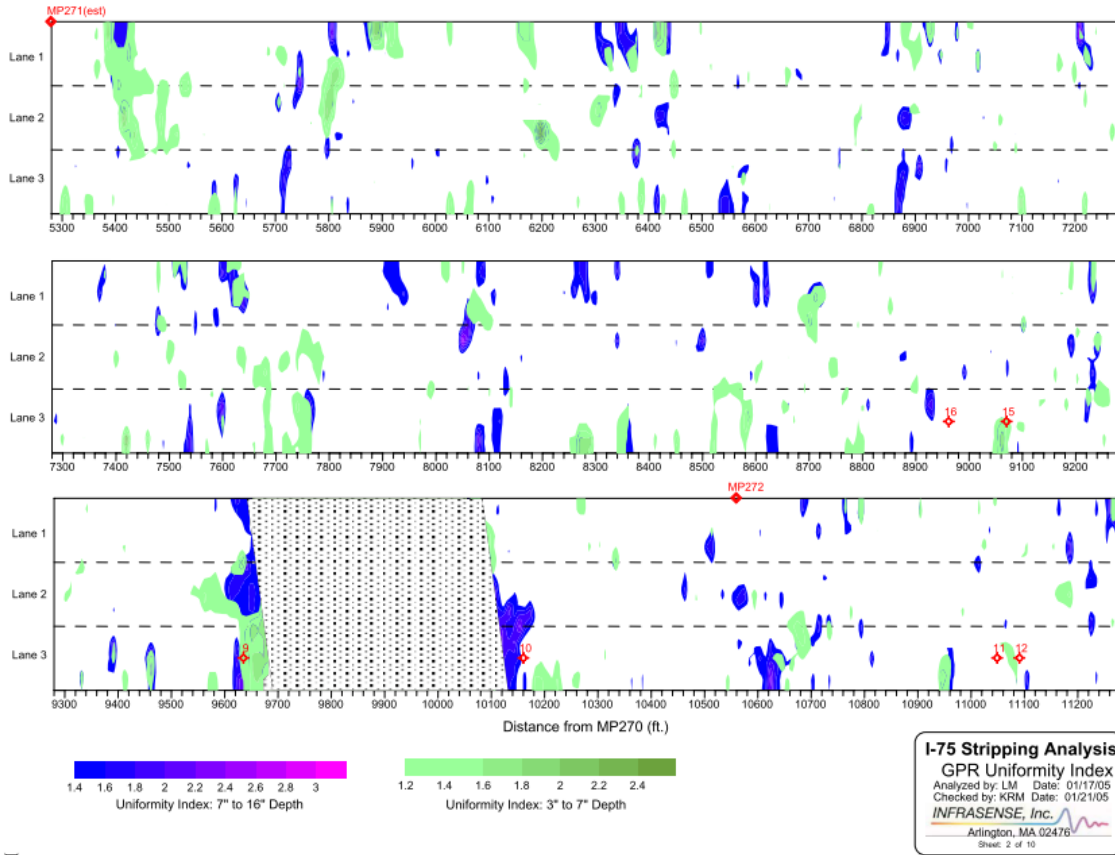 MP271(est)
Lane 1
Lane 2
Lane 3
5300 5400 5500 5600 5700 5800 5900 6000 6100 6200 6300 6400 6500 6600 6700 6800 6900 7000 7100 7200
Lane 1
Lane 2
Lane 3
16 15
7300 7400 7500 7600 7700 7800 7900 8000 8100 8200 8300 8400 8500 8600 8700 8800 8900 9000 9100 9200
MP272
Lane 1
Lane 2
Lane 3
9 10 11 12
9300 9400 9500 9600 9700 9800 9900 10000 10100 10200 10300 10400 10500 10600 10700 10800 10900 11000 11100 11200
Distance from MP270 (ft.)
1.4 1.6 1.8 2 2.2 2.4 2.6 2.8 3
Uniformity Index: 7" to 16" Depth
1.2 1.4 1.6 1.8 2 2.2 2.4
Uniformity Index: 3" to 7" Depth
I-75 Stripping Analysis
GPR Uniformity Index
Analyzed by: LM Date: 01/17/05
Checked by: KRM Date: 01/21/05
INFRASENSE, Inc.
Arlington, MA 02476
Sheet: 2 of 10